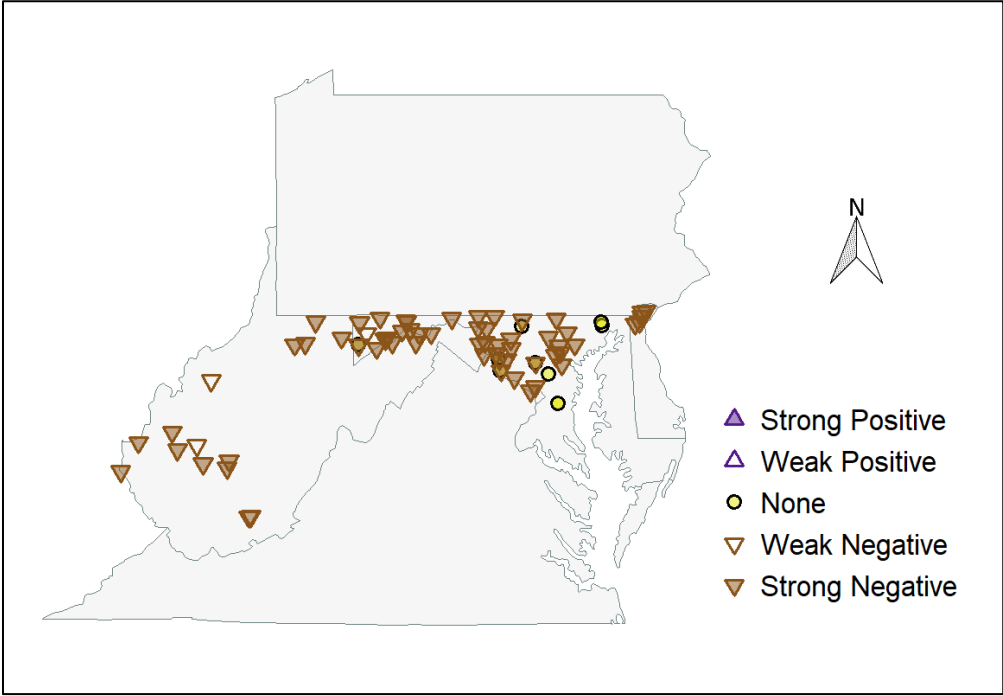 N
Strong Positive
Weak Positive
None
Weak Negative
Strong Negative